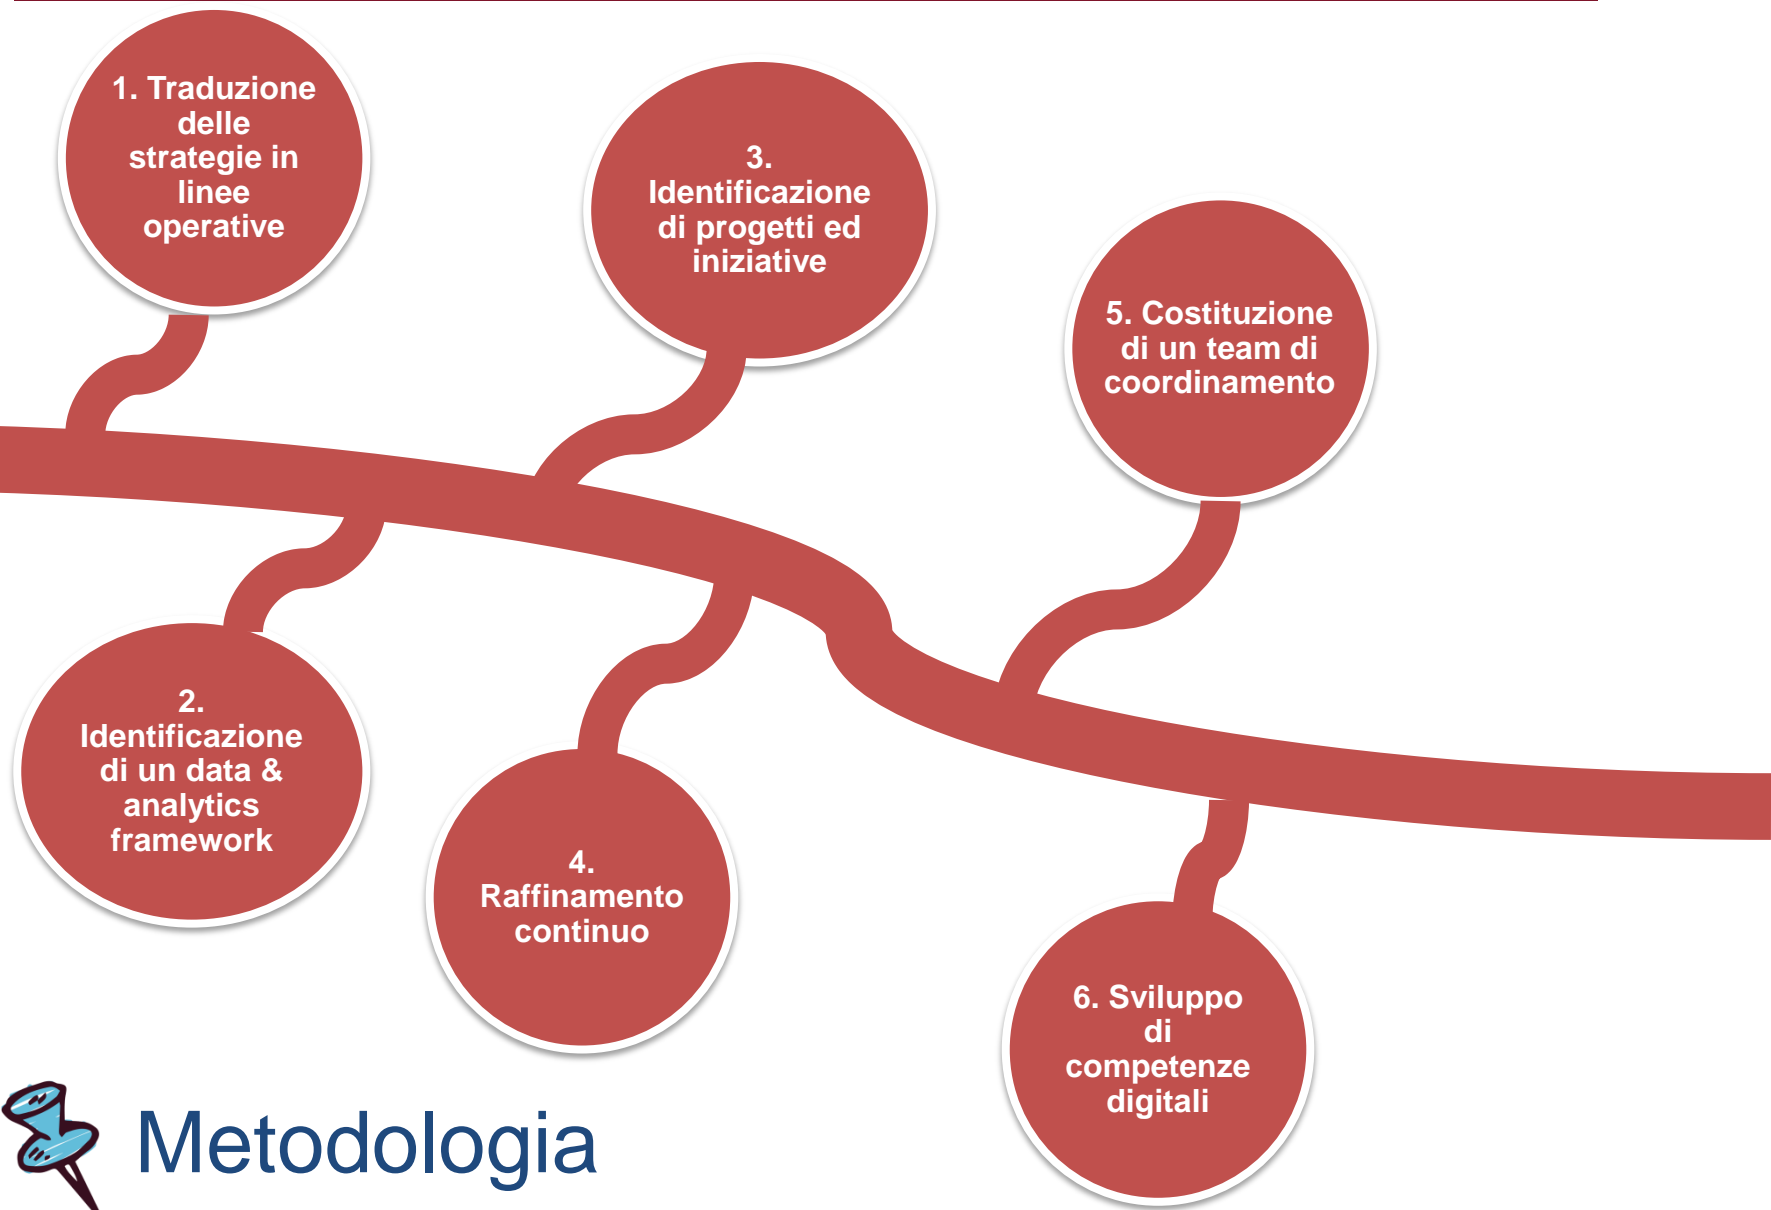 1. Traduzione
delle
strategie in
linee
operative
2.
Identificazione
di un data &
analytics
framework
3.
Identificazione
di progetti ed
iniziative
4.
Raffinamento
continuo
5. Costituzione
di un team di
coordinamento
6. Sviluppo
di
competenze
digitali
Metodologia